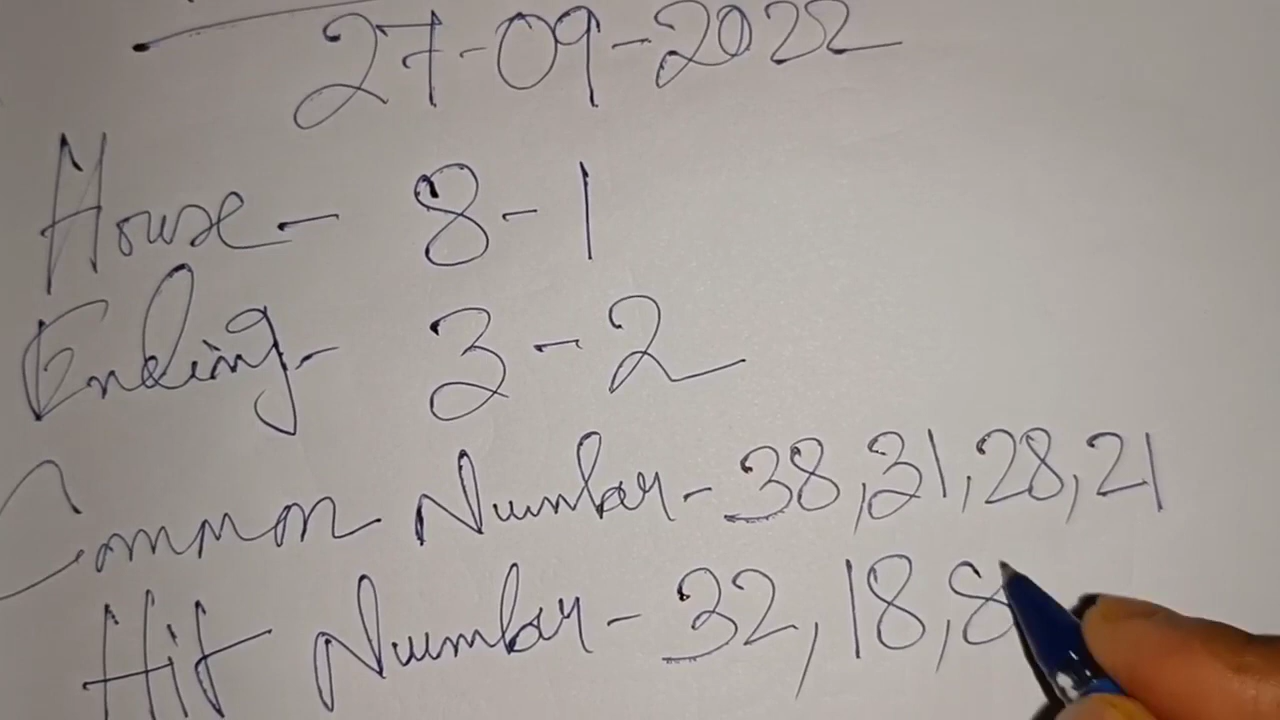 27-09-2022
House- 8-1
Ending- 3-2
Common Number- 38,31,28,21
Hit Number- 32,18,8